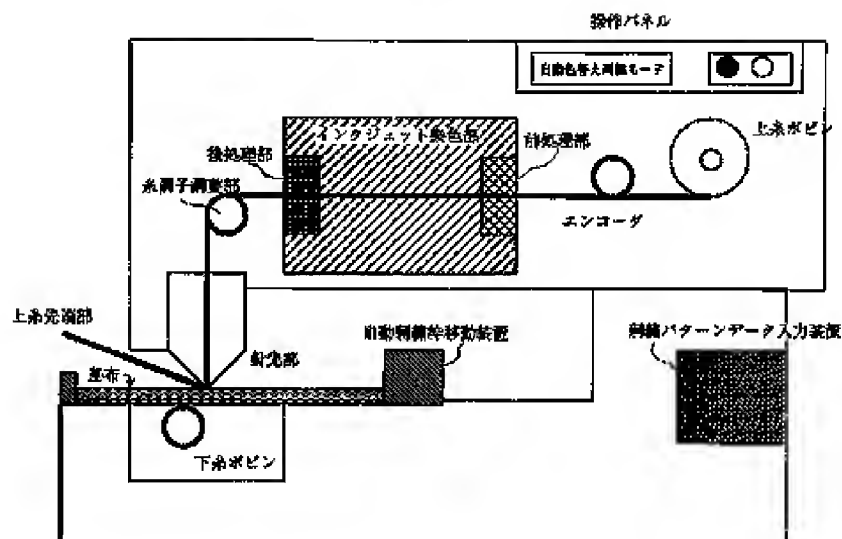 操作パネル
自動色替え刺繍モード
上糸ボビン
インクジェット染色部
前処理部
後処理部
糸調子調整部
エンコーダ
上糸先端部
自動刺繍枠移動装置
刺繍パターンデータ入力装置
針先部
基布
下糸ボビン